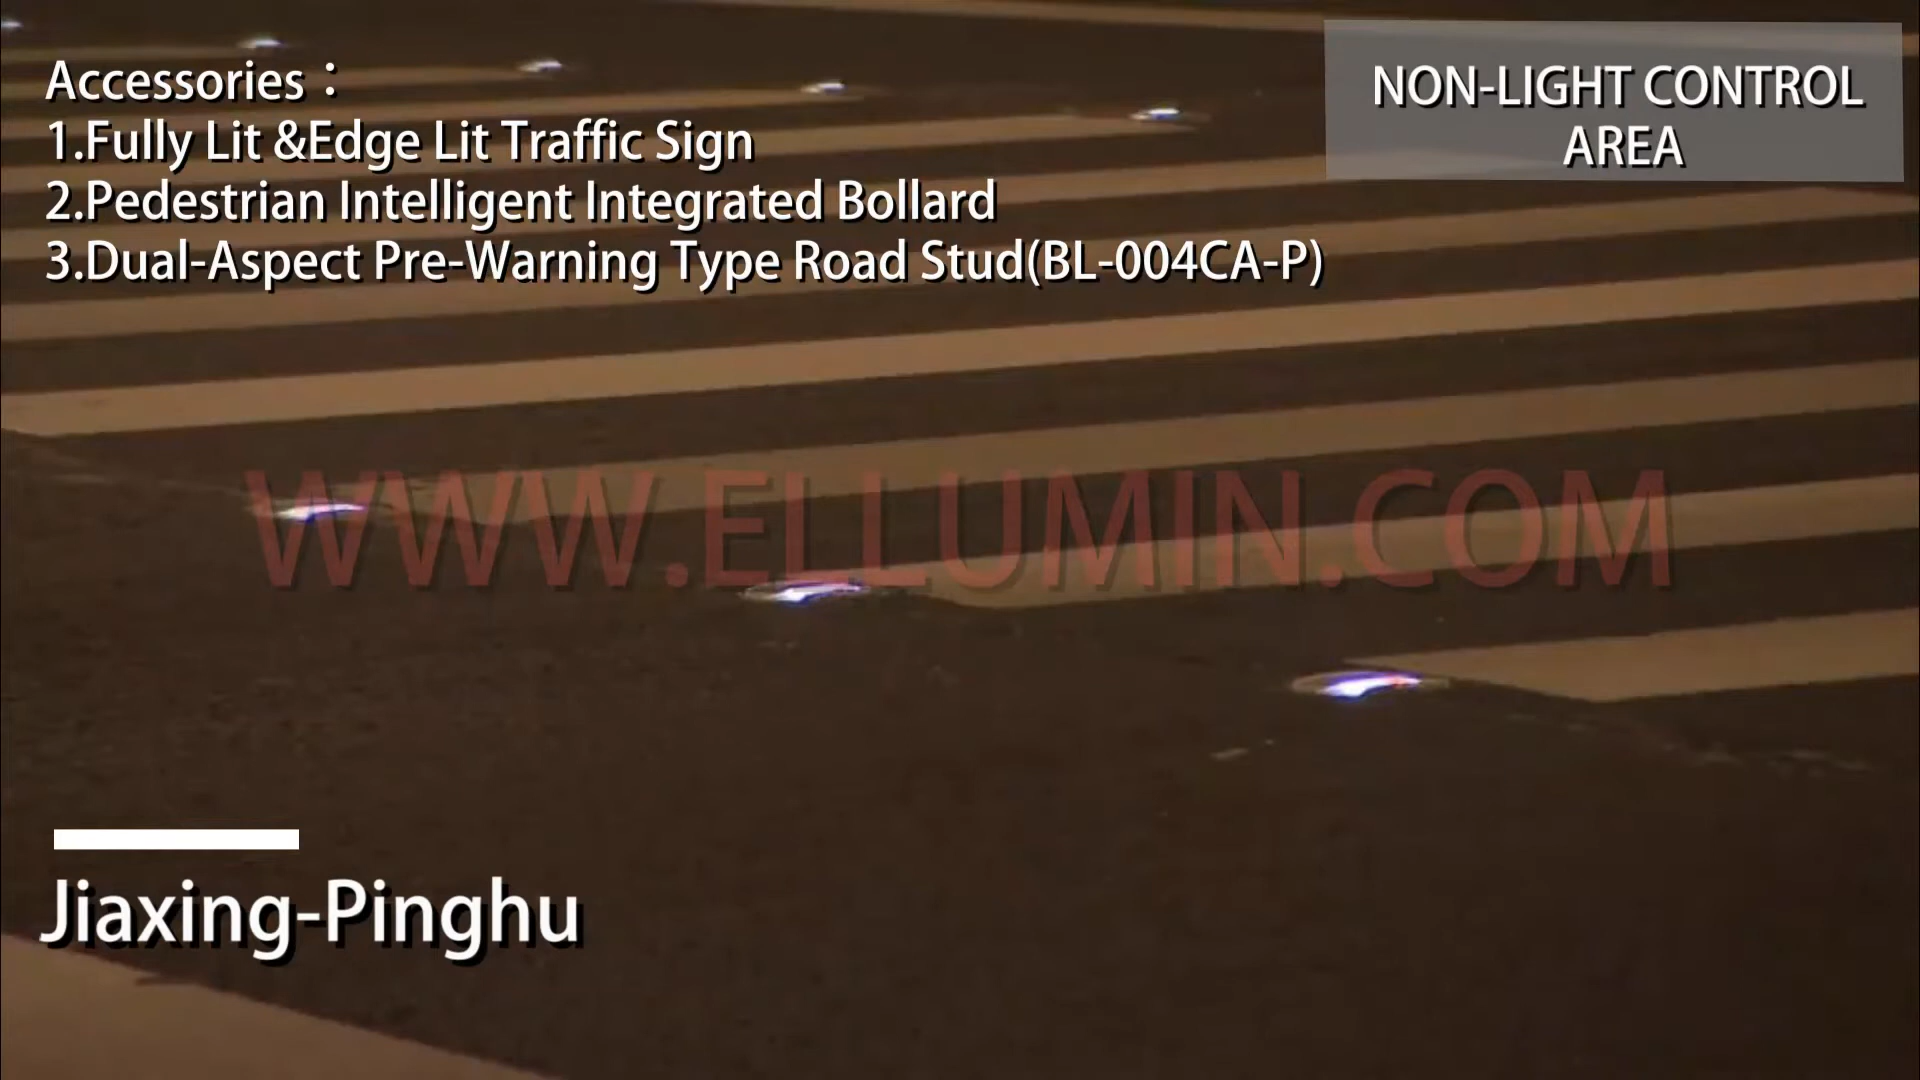 Accessories：
1.Fully Lit &Edge Lit Traffic Sign
2.Pedestrian Intelligent Integrated Bollard
3.Dual-Aspect Pre-Warning Type Road Stud(BL-004CA-P)
NON-LIGHT CONTROL
AREA
WWW.ELLUMIN.COM
Jiaxing-Pinghu